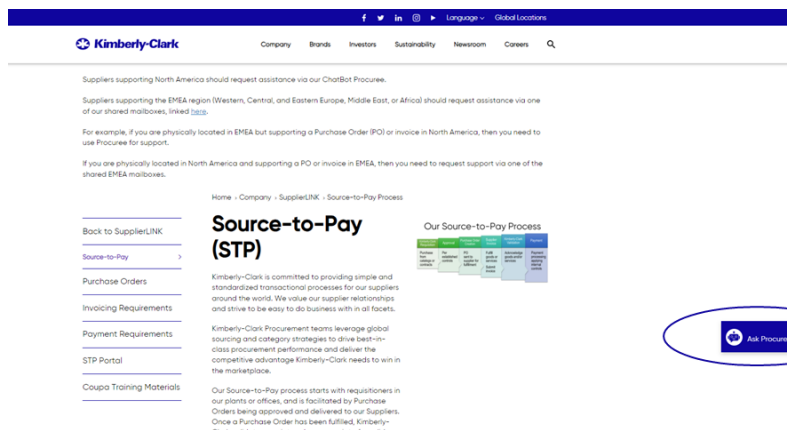 Language
Global Locations
Kimberly-Clark
Company
Brands
Investors
Sustainability
Newsroom
Careers
Suppliers supporting North America should request assistance via our ChatBot Procuree.
Suppliers supporting the EMEA region (Western, Central, and Eastern Europe, Middle East, or Africa) should request assistance via one
of our shared mailboxes, linked here.
For example, if you are physically located in EMEA but supporting a Purchase Order (PO) or invoice in North America, then you need to
use Procuree for support.
If you are physically located in North America and supporting a PO or invoice in EMEA, then you need to request support via one of the
shared EMEA mailboxes.
Home › Company › SupplierLINK › Source-to-Pay Process
Back to SupplierLINK
Source-to-Pay
Purchase Orders
Invoicing Requirements
Payment Requirements
STP Portal
Coupa Training Materials
Source-to-Pay
(STP)
Kimberly-Clark is committed to providing simple and
standardized transactional processes for our suppliers
around the world. We value our supplier relationships
and strive to be easy to do business with in all facets.
Kimberly-Clark Procurement teams leverage global
sourcing and category strategies to drive best-in-
class procurement performance and deliver the
competitive advantage Kimberly-Clark needs to win in
the marketplace.
Our Source-to-Pay process starts with requisitioners in
our plants or offices, and is facilitated by Purchase
Orders being approved and delivered to our Suppliers.
Once a Purchase Order has been fulfilled, Kimberly-
Our Source-to-Pay Process
Payment
Ask Procure